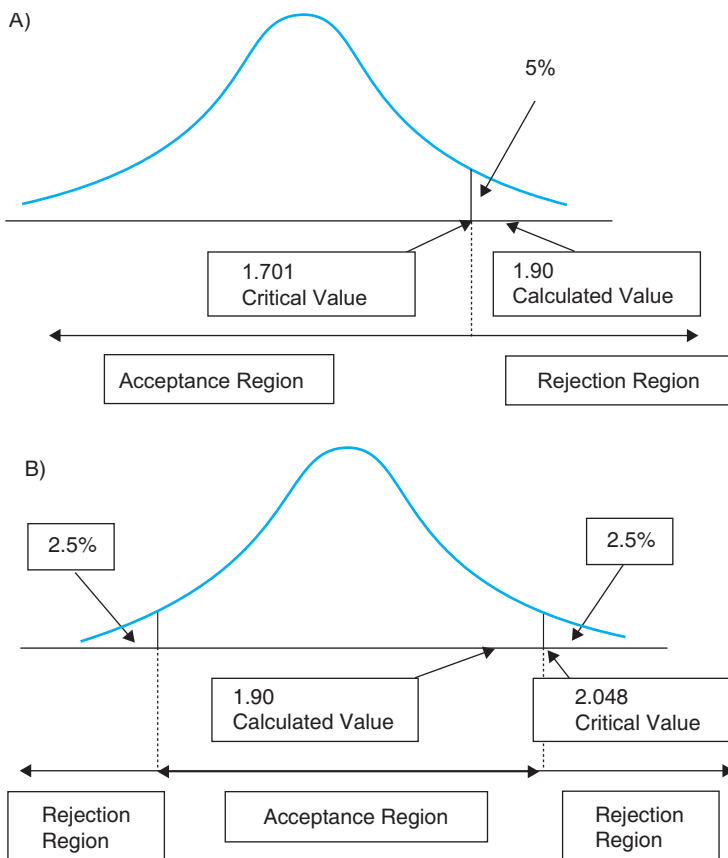 A)
5%
1.701
Critical Value
1.90
Calculated Value
Acceptance Region
Rejection Region
B)
2.5%
2.5%
1.90
Calculated Value
2.048
Critical Value
Rejection
Region
Acceptance Region
Rejection
Region